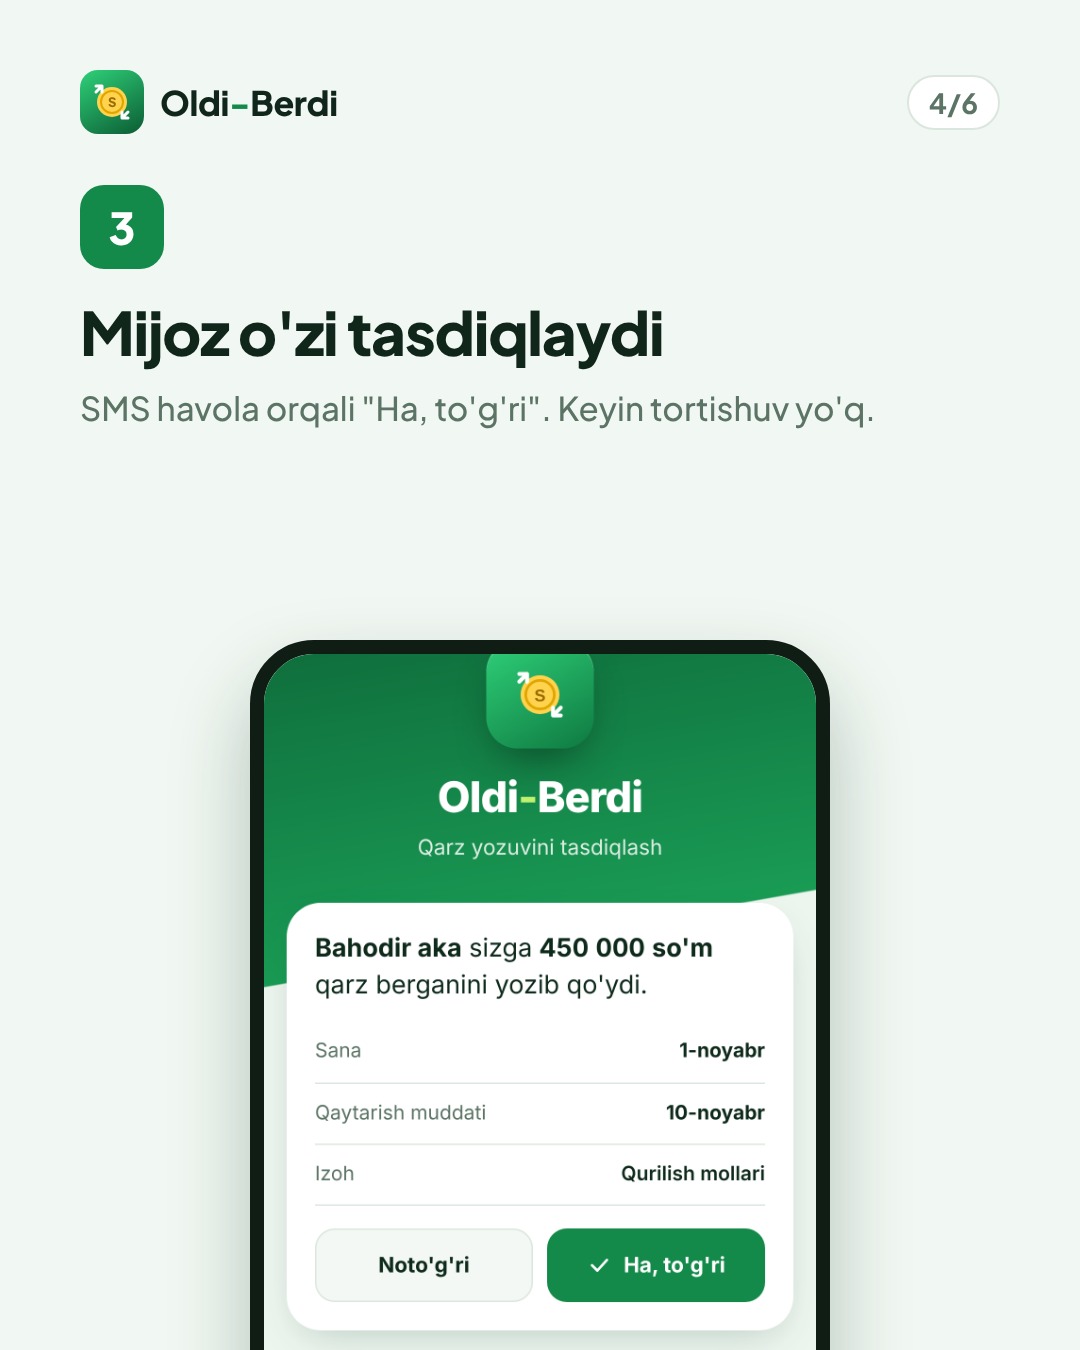 S
Oldi-Berdi
4/6
3
Mijoz o'zi tasdiqlaydi
SMS havola orqali "Ha, to'g'ri". Keyin tortishuv yo'q.
S
Oldi-Berdi
Qarz yozuvini tasdiqlash
Bahodir aka sizga 450 000 so'm
qarz berganini yozib qo'ydi.
Sana 1-noyabr
Qaytarish muddati 10-noyabr
Izoh Qurilish mollari
Noto'g'ri Ha, to'g'ri